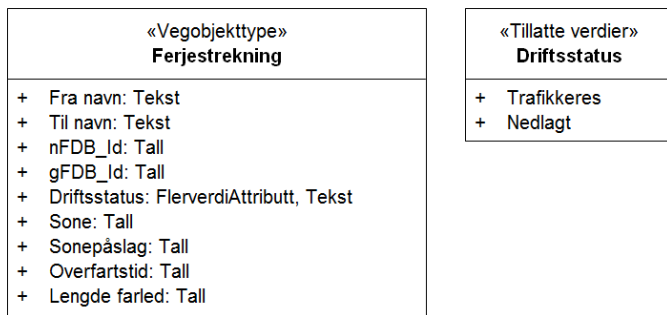 «Vegobjekttype»
Ferjestrekning
+ Fra navn: Tekst
+ Til navn: Tekst
+ nFDB_Id: Tall
+ gFDB_Id: Tall
+ Driftsstatus: FlerverdiAttributt, Tekst
+ Sone: Tall
+ Sonepåslag: Tall
+ Overfartstid: Tall
+ Lengde farled: Tall
«Tillatte verdier»
Driftsstatus
+ Trafikkeres
+ Nedlagt